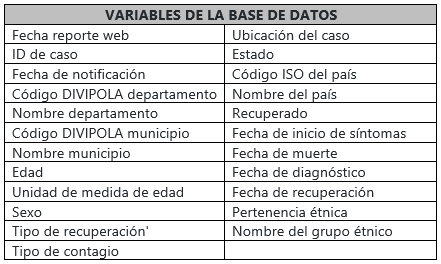 VARIABLES DE LA BASE DE DATOS
Fecha reporte web Ubicación del caso
ID de caso Estado
Fecha de notificación Código ISO del país
Código DIVIPOLA departamento Nombre del país
Nombre departamento Recuperado
Código DIVIPOLA municipio Fecha de inicio de síntomas
Nombre municipio Fecha de muerte
Edad Fecha de diagnóstico
Unidad de medida de edad Fecha de recuperación
Sexo Pertenencia étnica
Tipo de recuperación' Nombre del grupo étnico
Tipo de contagio